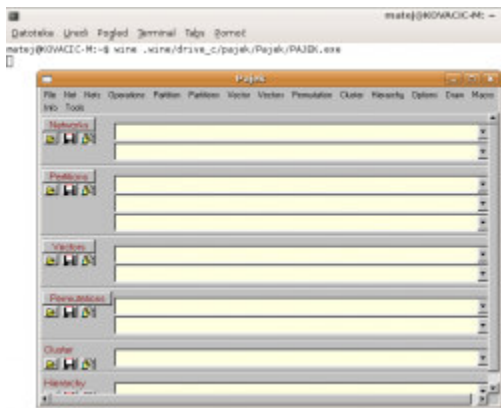 matej@KOVACIC-M: ~
Datoteka Uredi Pogled Terminal Tabs Pomoč
matej@KOVACIC-M:~$ wine .wine/drive_c/pajek/Pajek/PAJEK.exe
Pajek
File Net Nets Operations Partition Partitions Vector Vectors Permutation Cluster Hierarchy Options Draw Macro
Info Tools
Networks
Partitions
Vectors
Permutations
Cluster
Hierarchy